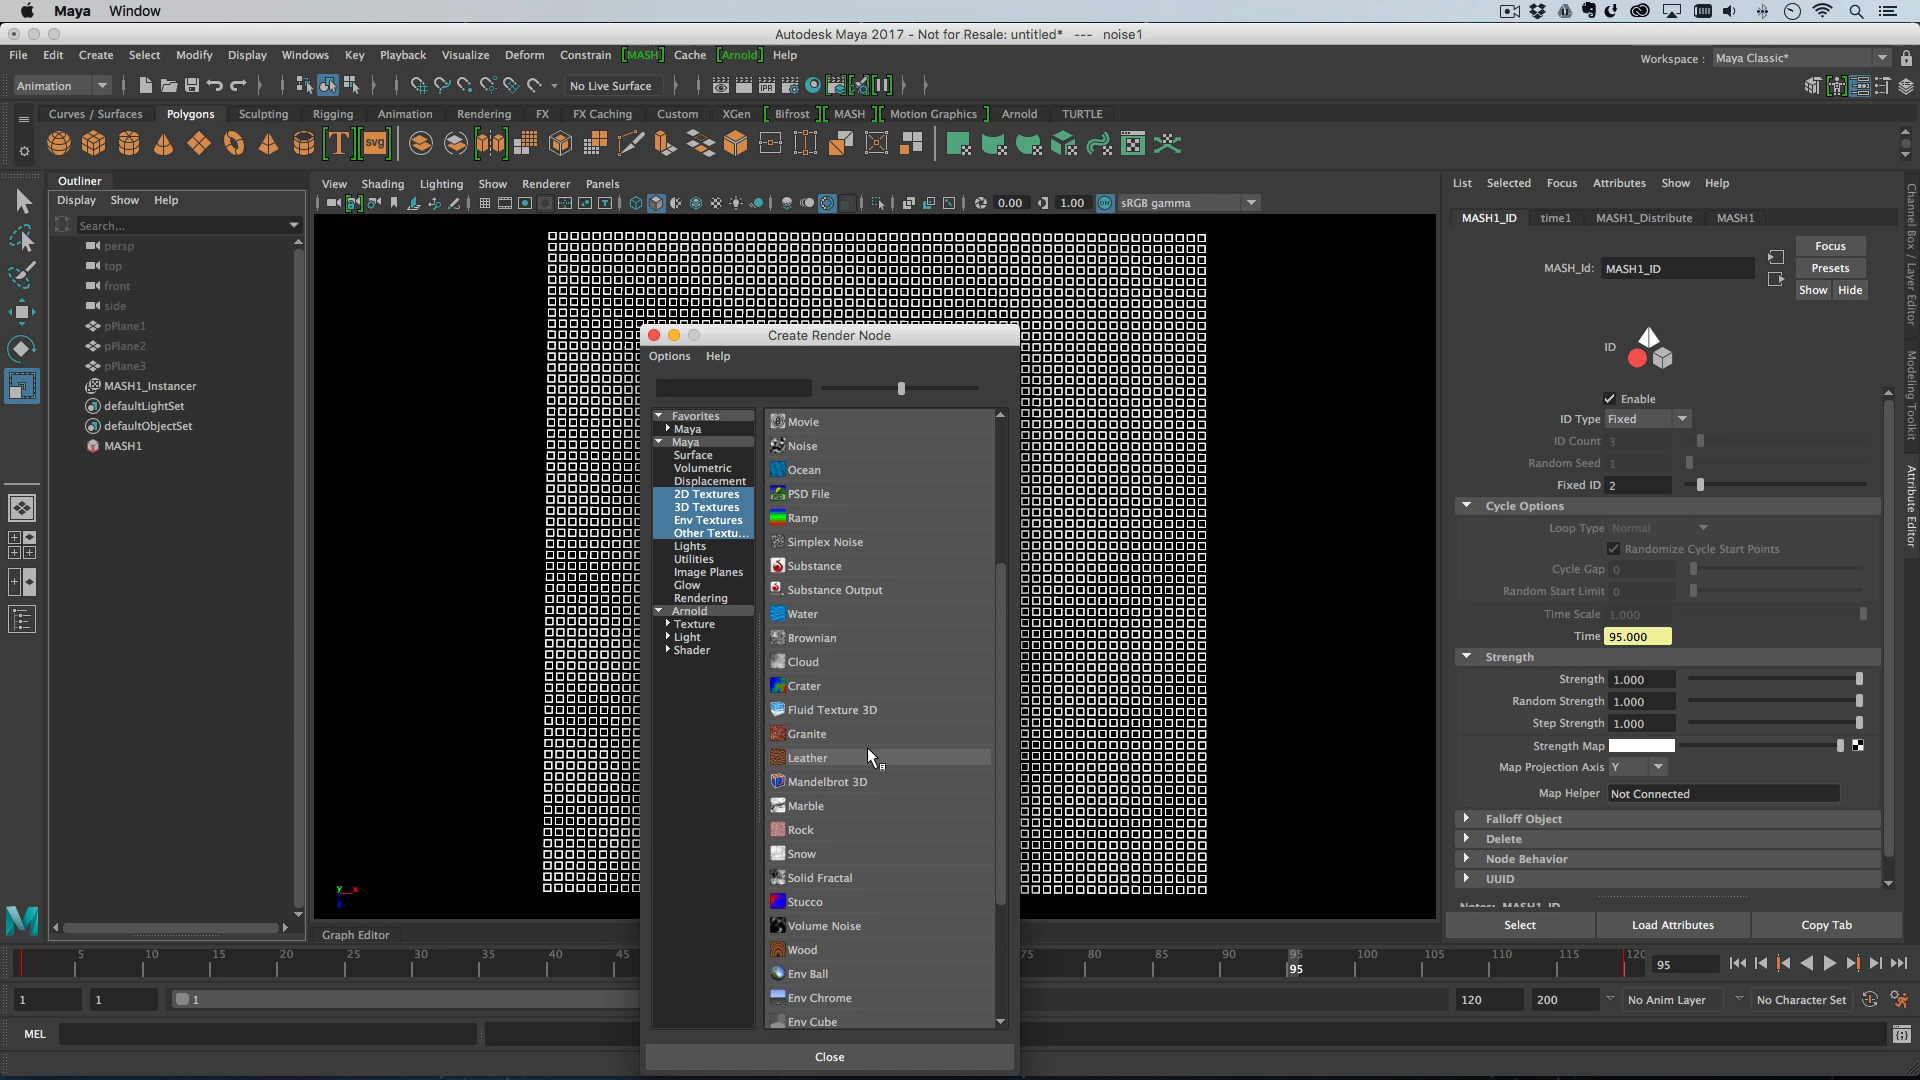 Maya Window
Autodesk Maya 2017 - Not for Resale: untitled* --- noise1
File Edit Create Select Modify Display Windows Key Playback Visualize Deform Constrain [MASH] Cache [Arnold] Help
Workspace : Maya Classic*
Animation No Live Surface
Curves / Surfaces Polygons Sculpting Rigging Animation Rendering FX FX Caching Custom XGen [ Bifrost ][ MASH ][ Motion Graphics ] Arnold TURTLE
T svg
Outliner
Display Show Help
Search...
persp
top
front
side
pPlane1
pPlane2
pPlane3
MASH1_Instancer
defaultLightSet
defaultObjectSet
MASH1
View Shading Lighting Show Renderer Panels
0.00 1.00 ON sRGB gamma
Create Render Node
Options Help
Favorites
Maya
Maya
Surface
Volumetric
Displacement
2D Textures
3D Textures
Env Textures
Other Textu...
Lights
Utilities
Image Planes
Glow
Rendering
Arnold
Texture
Light
Shader
Movie
Noise
Ocean
PSD File
Ramp
Simplex Noise
Substance
Substance Output
Water
Brownian
Cloud
Crater
Fluid Texture 3D
Granite
Leather
Mandelbrot 3D
Marble
Rock
Snow
Solid Fractal
Stucco
Volume Noise
Wood
Env Ball
Env Chrome
Env Cube
Close
y x
Graph Editor
List Selected Focus Attributes Show Help
MASH1_ID time1 MASH1_Distribute MASH1
MASH_Id: MASH1_ID
Focus
Presets
Show Hide
ID
Enable
ID Type Fixed
ID Count 3
Random Seed 1
Fixed ID 2
Cycle Options
Loop Type Normal
Randomize Cycle Start Points
Cycle Gap 0
Random Start Limit 0
Time Scale 1.000
Time 95.000
Strength
Strength 1.000
Random Strength 1.000
Step Strength 1.000
Strength Map
Map Projection Axis Y
Map Helper Not Connected
Falloff Object
Delete
Node Behavior
UUID
Notes: MASH1_ID
Select Load Attributes Copy Tab
Channel Box / Layer Editor
Modeling Toolkit
Attribute Editor
5 10 15 20 25 30 35 40 45 75 80 85 90 95 100 105 110 115 120
95 95
1 1 1 120 200 No Anim Layer No Character Set
MEL